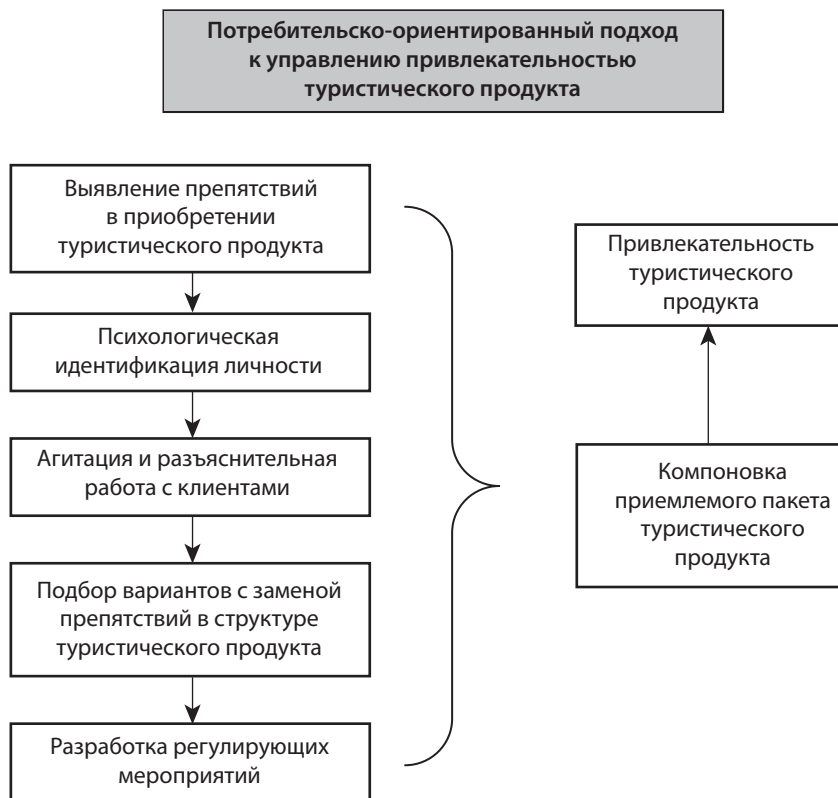 Потребительско-ориентированный подход
к управлению привлекательностью
туристического продукта
Выявление препятствий
в приобретении
туристического продукта
Психологическая
идентификация личности
Агитация и разъяснительная
работа с клиентами
Подбор вариантов с заменой
препятствий в структуре
туристического продукта
Разработка регулирующих
мероприятий
Привлекательность
туристического
продукта
Компоновка
приемлемого пакета
туристического
продукта